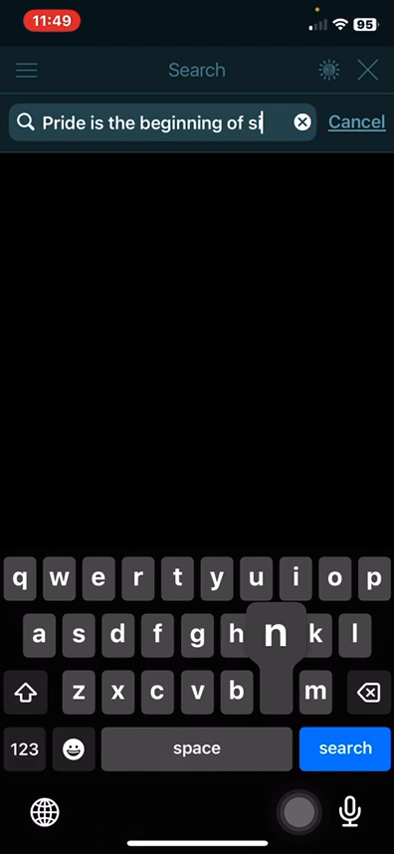 11:49
95
Search
Pride is the beginning of si
Cancel
q w e r t y u i o p
a s d f g h n k l
z x c v b m
123
space
search